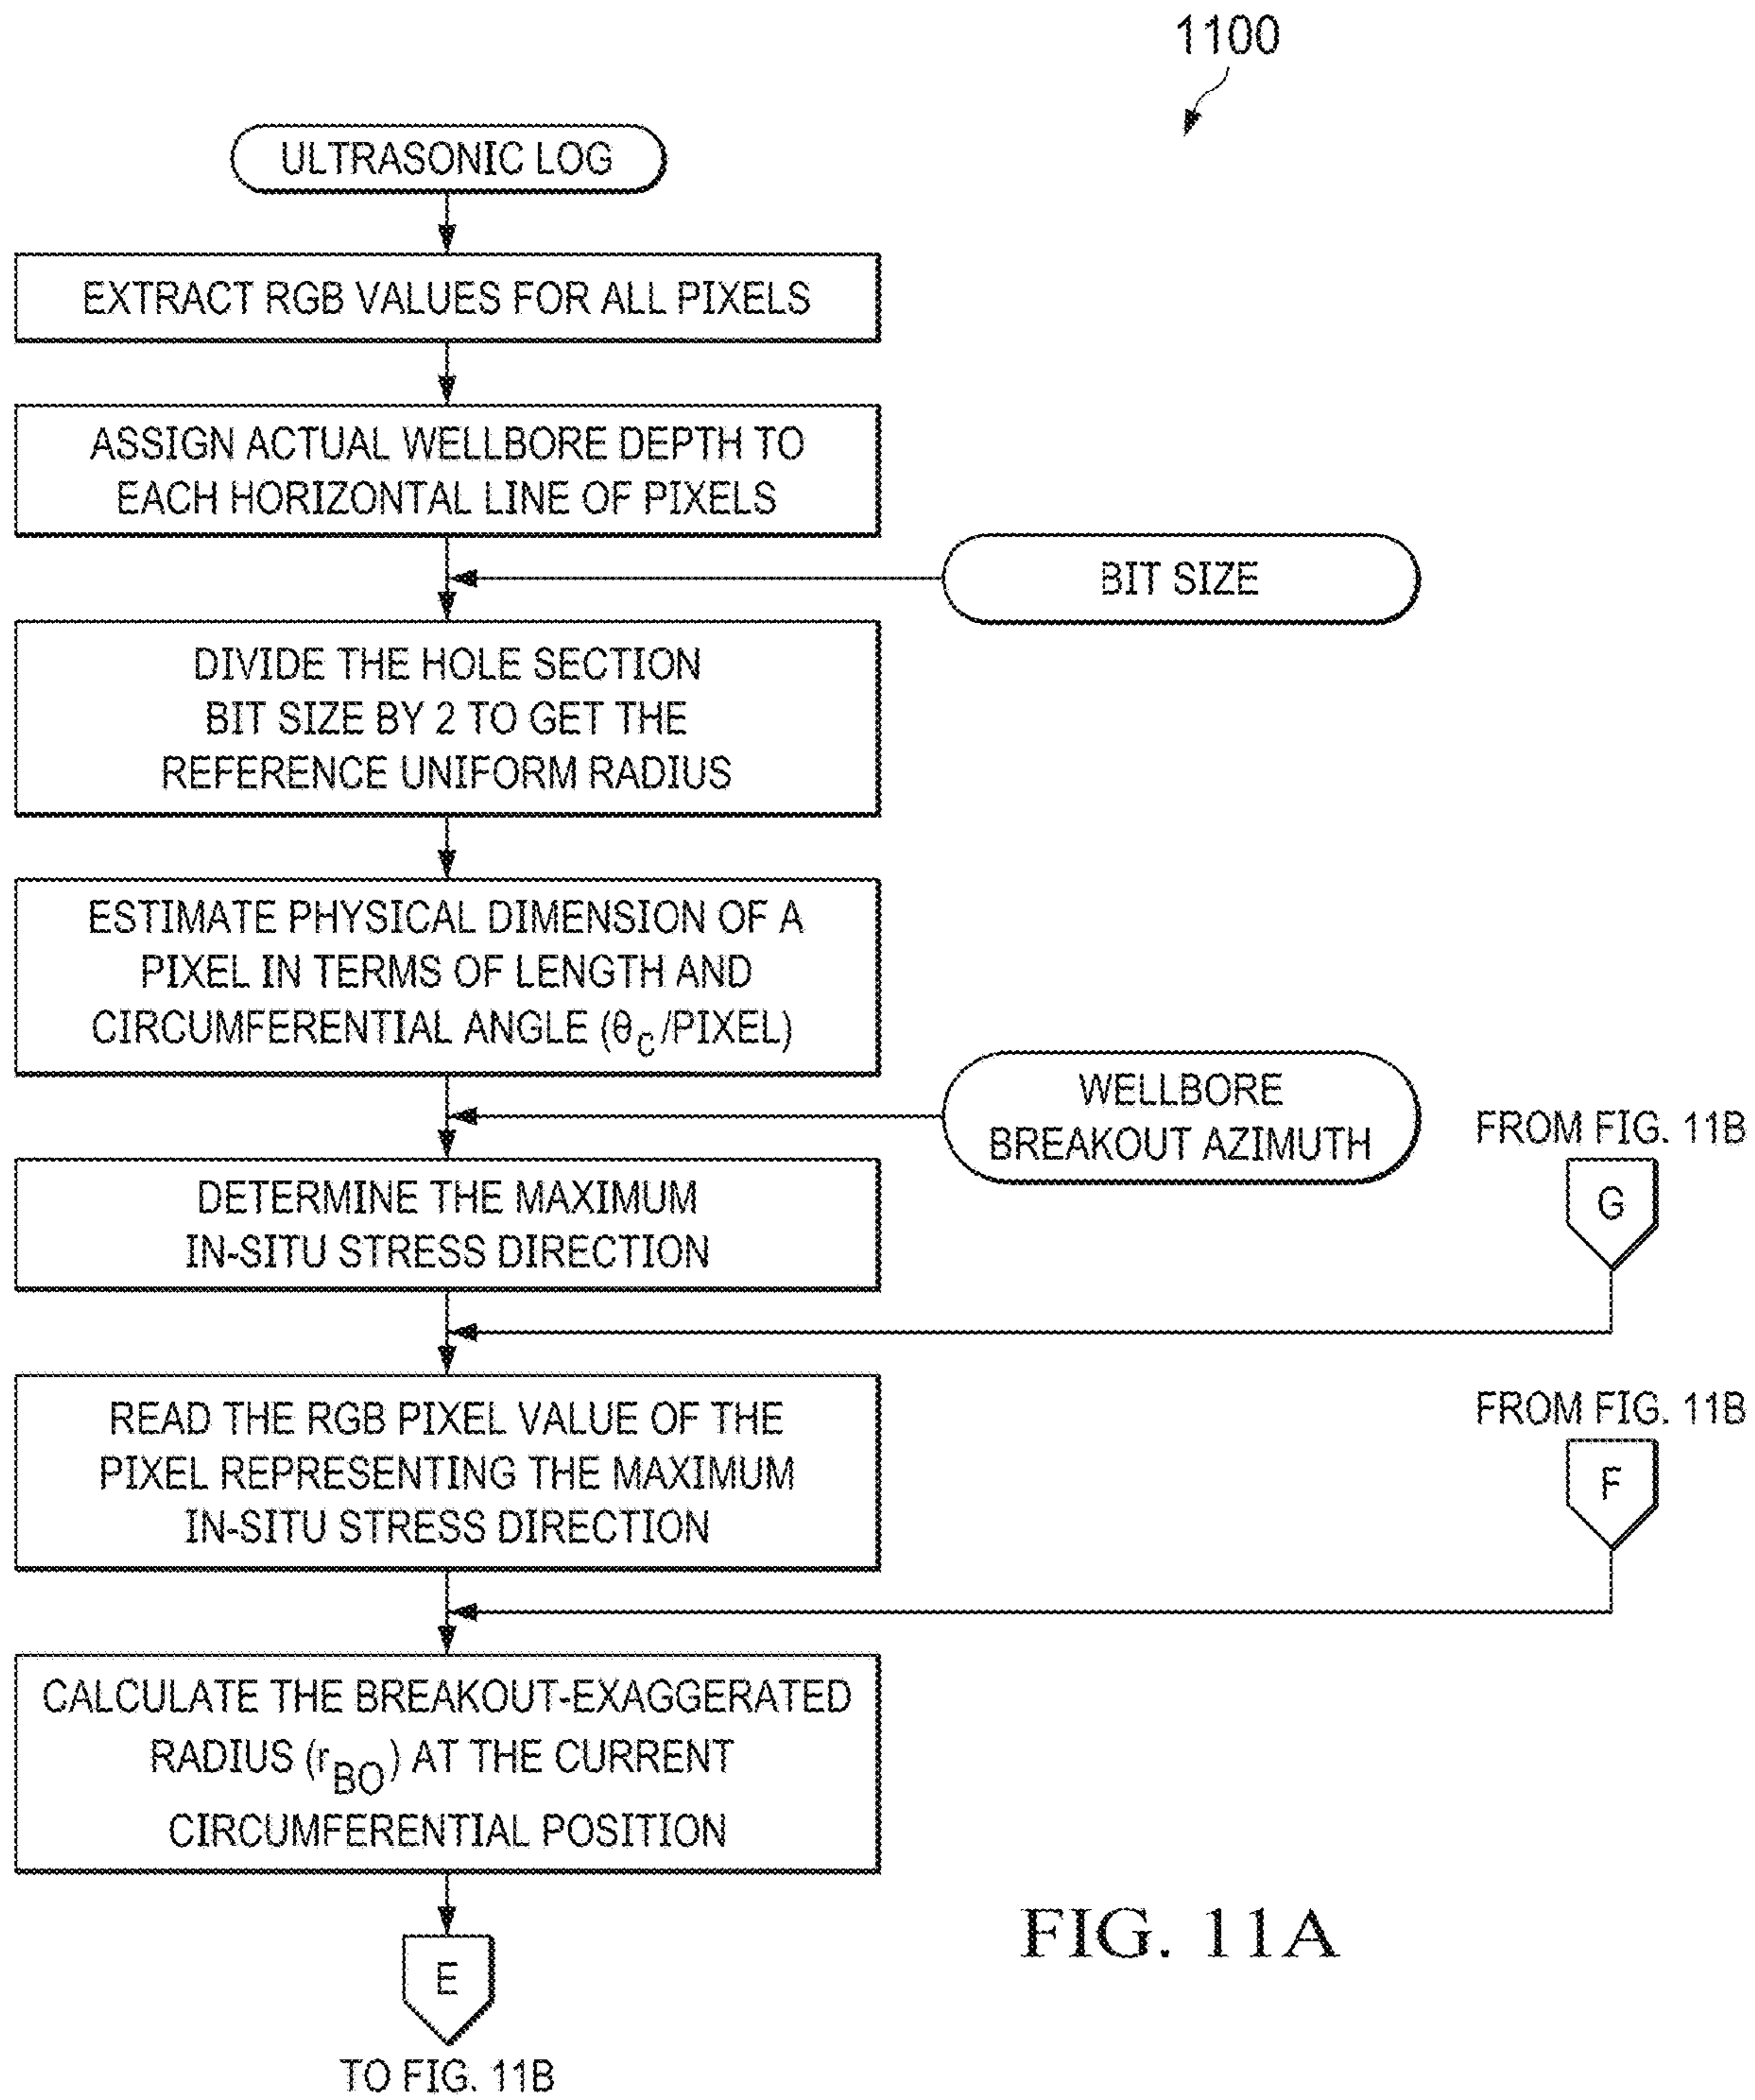 1100
ULTRASONIC LOG
EXTRACT RGB VALUES FOR ALL PIXELS
ASSIGN ACTUAL WELLBORE DEPTH TO
EACH HORIZONTAL LINE OF PIXELS
BIT SIZE
DIVIDE THE HOLE SECTION
BIT SIZE BY 2 TO GET THE
REFERENCE UNIFORM RADIUS
ESTIMATE PHYSICAL DIMENSION OF A
PIXEL IN TERMS OF LENGTH AND
CIRCUMFERENTIAL ANGLE (θC/PIXEL)
WELLBORE
BREAKOUT AZIMUTH
FROM FIG. 11B
G
DETERMINE THE MAXIMUM
IN-SITU STRESS DIRECTION
READ THE RGB PIXEL VALUE OF THE
PIXEL REPRESENTING THE MAXIMUM
IN-SITU STRESS DIRECTION
FROM FIG. 11B
F
CALCULATE THE BREAKOUT-EXAGGERATED
RADIUS (rBO) AT THE CURRENT
CIRCUMFERENTIAL POSITION
E
TO FIG. 11B
FIG. 11A